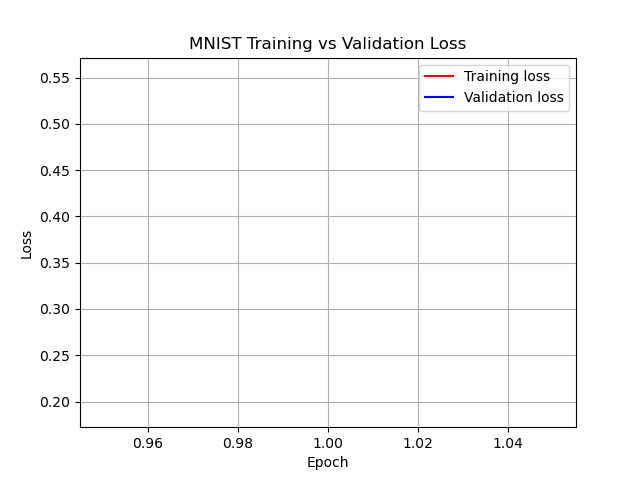 MNIST Training vs Validation Loss
Training loss
Validation loss
0.55
0.50
0.45
0.40
0.35
0.30
0.25
0.20
Loss
0.96 0.98 1.00 1.02 1.04
Epoch